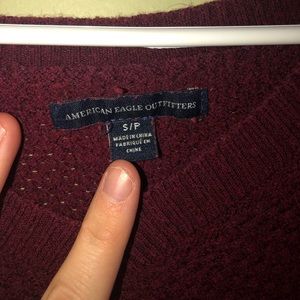 AMERICAN EAGLE OUTFITTERS
S/P
MADE IN CHINA
FABRIQUÉ EN
CHINE